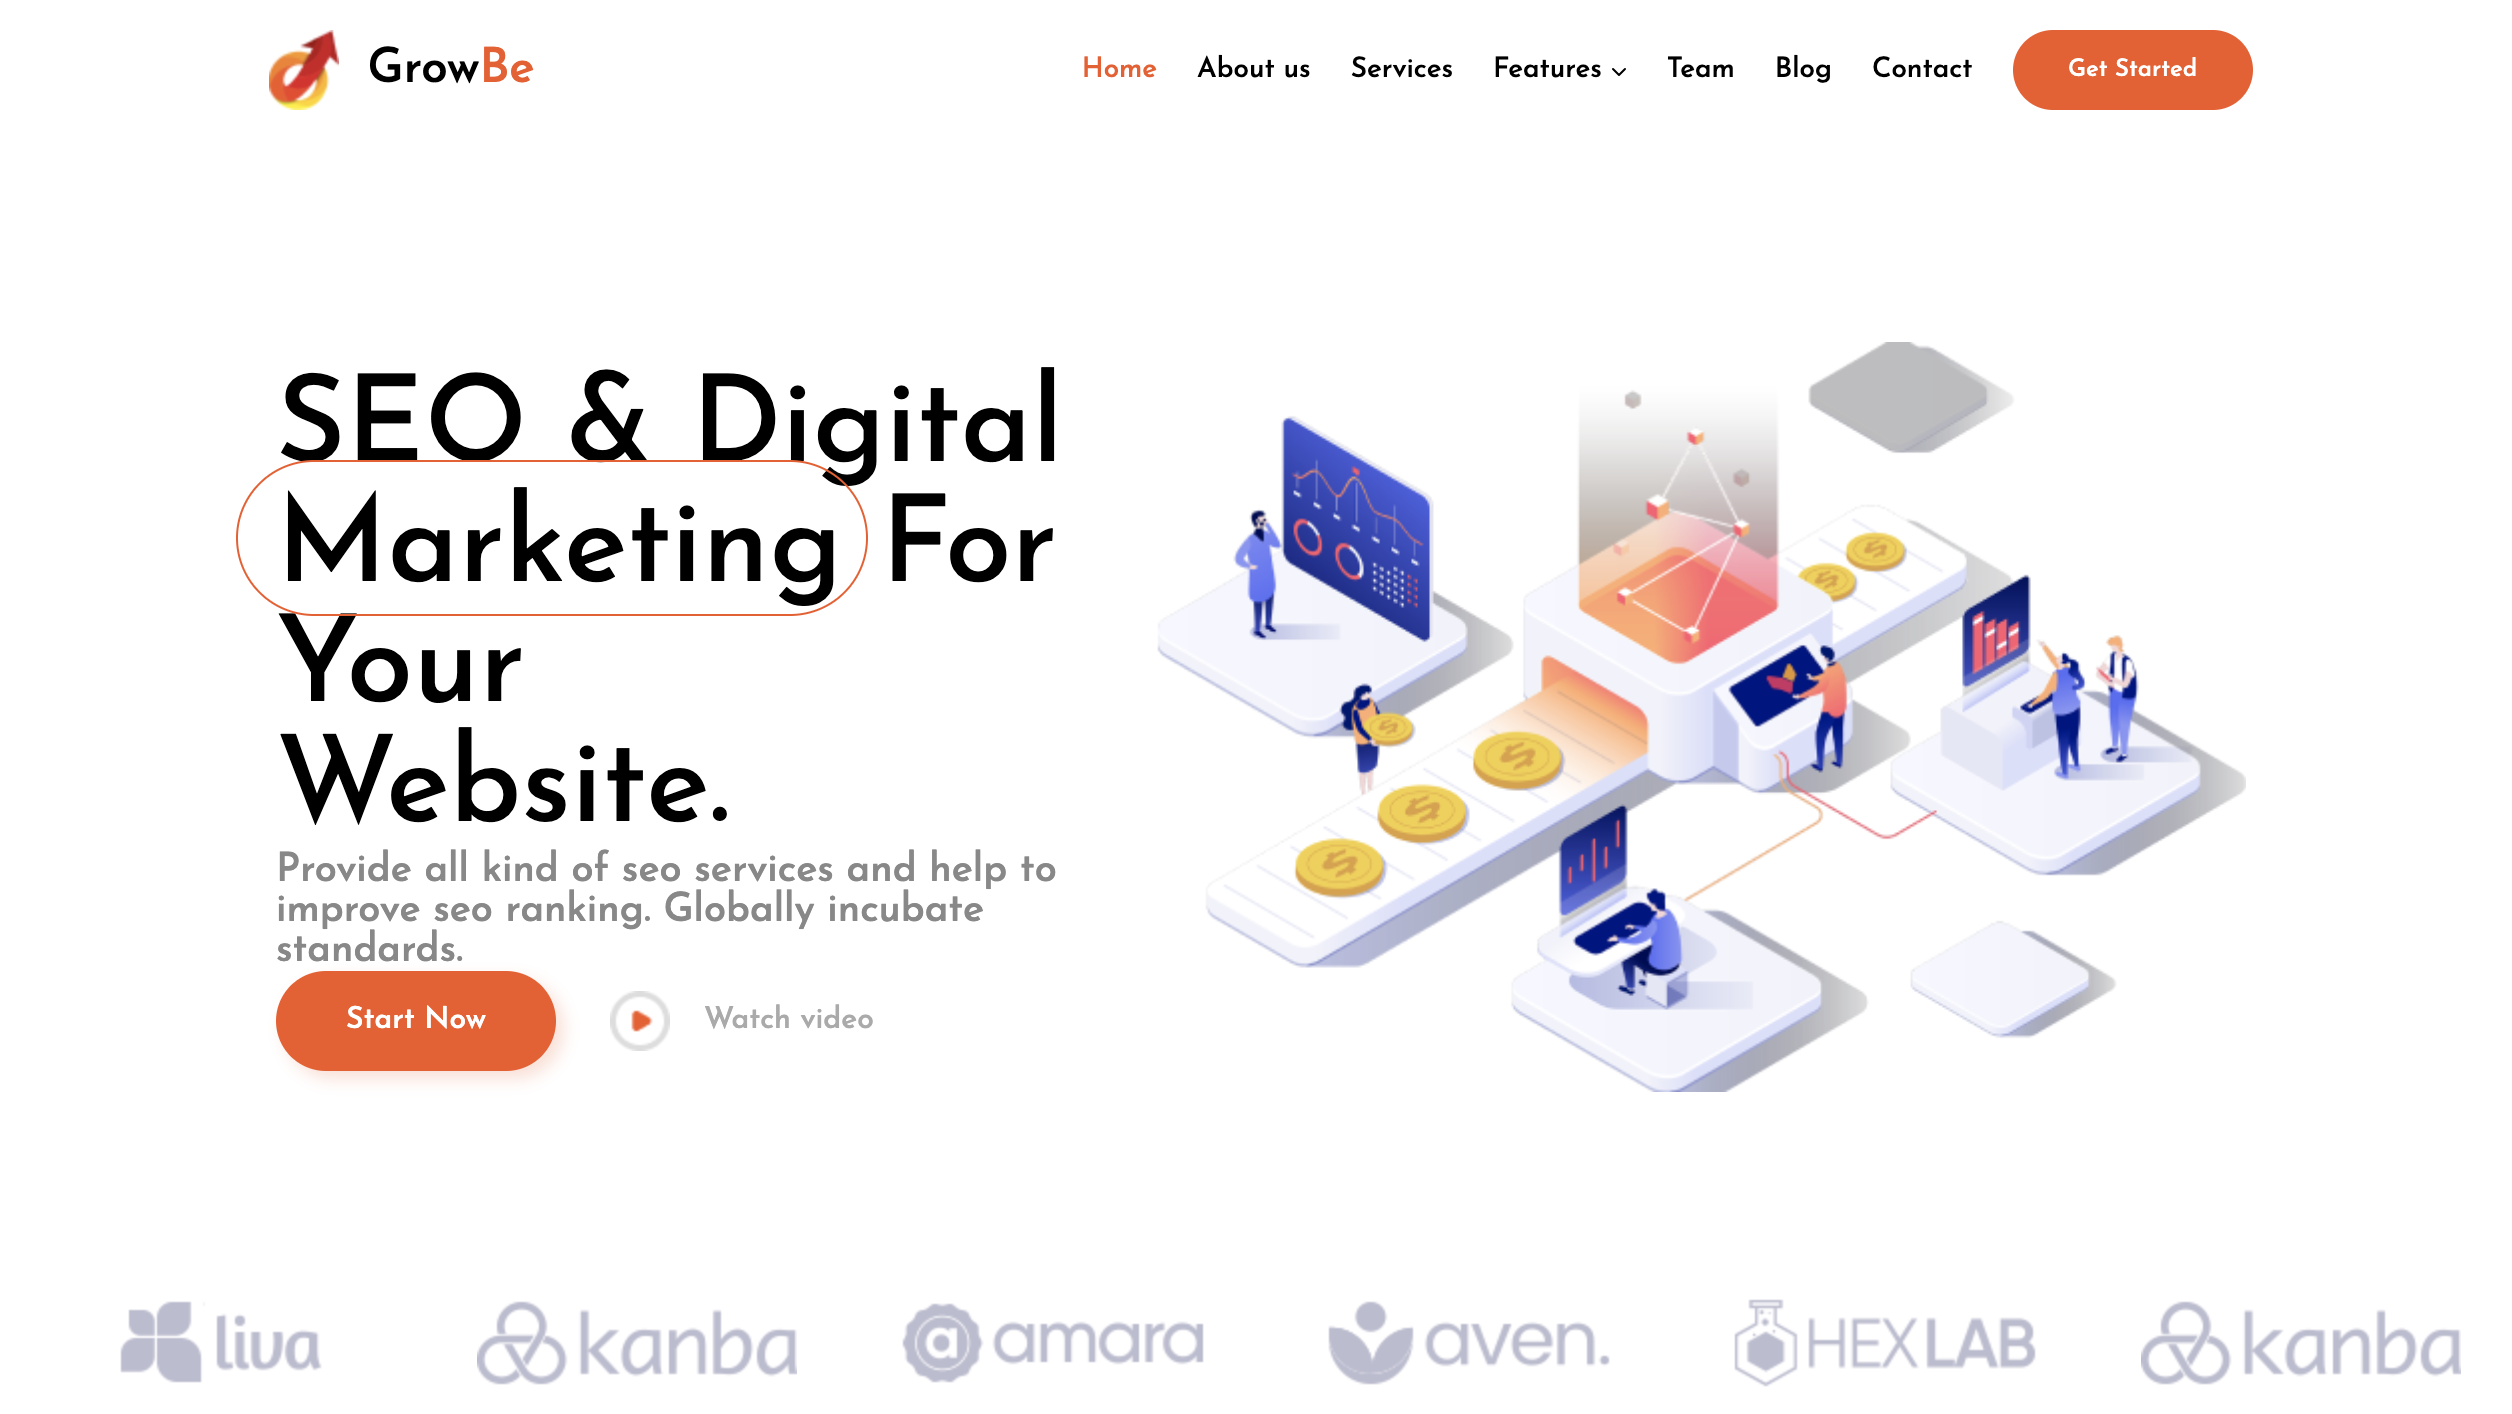 GrowBe
Home About us Services Features Team Blog Contact Get Started
SEO & Digital
Marketing For
Your
Website.
Provide all kind of seo services and help to
improve seo ranking. Globally incubate
standards.
Start Now Watch video
liva kanba amara aven. HEXLAB kanba